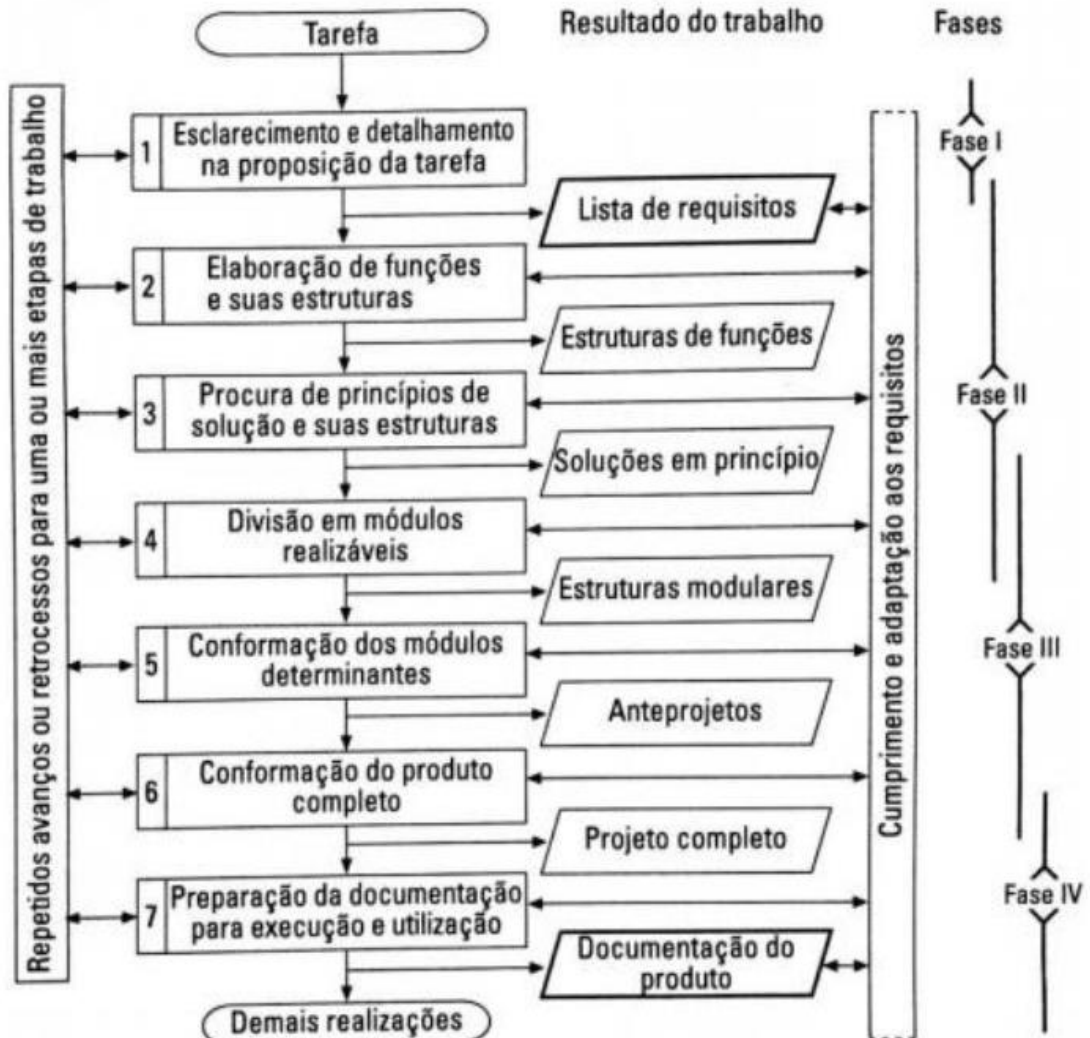 Tarefa
Resultado do trabalho
Fases
Repetidos avanços ou retrocessos para uma ou mais etapas de trabalho
1
Esclarecimento e detalhamento
na proposição da tarefa
Fase I
Lista de requisitos
2
Elaboração de funções
e suas estruturas
Estruturas de funções
3
Procura de princípios de
solução e suas estruturas
Fase II
Soluções em princípio
4
Divisão em módulos
realizáveis
Estruturas modulares
5
Conformação dos módulos
determinantes
Fase III
Anteprojetos
6
Conformação do produto
completo
Projeto completo
7
Preparação da documentação
para execução e utilização
Fase IV
Documentação do
produto
Demais realizações
Cumprimento e adaptação aos requisitos